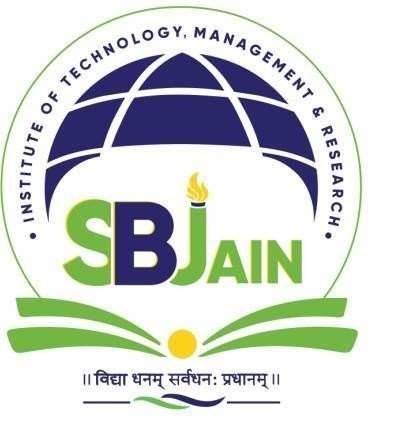 • INSTITUTE OF TECHNOLOGY, MANAGEMENT & RESEARCH •
SBJAIN
॥ विद्या धनम् सर्वधनः प्रधानम् ॥